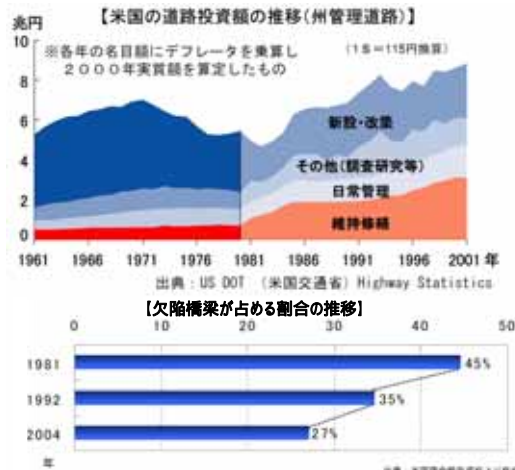 【米国の道路投資額の推移(州管理道路)】
兆円
※各年の名目額にデフレータを乗算し
2000年実質額を算定したもの
(1$=115円換算)
10
8
6
4
2
0
新設・改築
その他(調査研究等)
日常管理
維持修繕
1961 1966 1971 1976 1981 1986 1991 1996 2001 年
出典:US DOT (米国交通省) Highway Statistics
【欠陥橋梁が占める割合の推移】
0 10 20 30 40 50
1981 45%
1992 35%
2004 27%
年